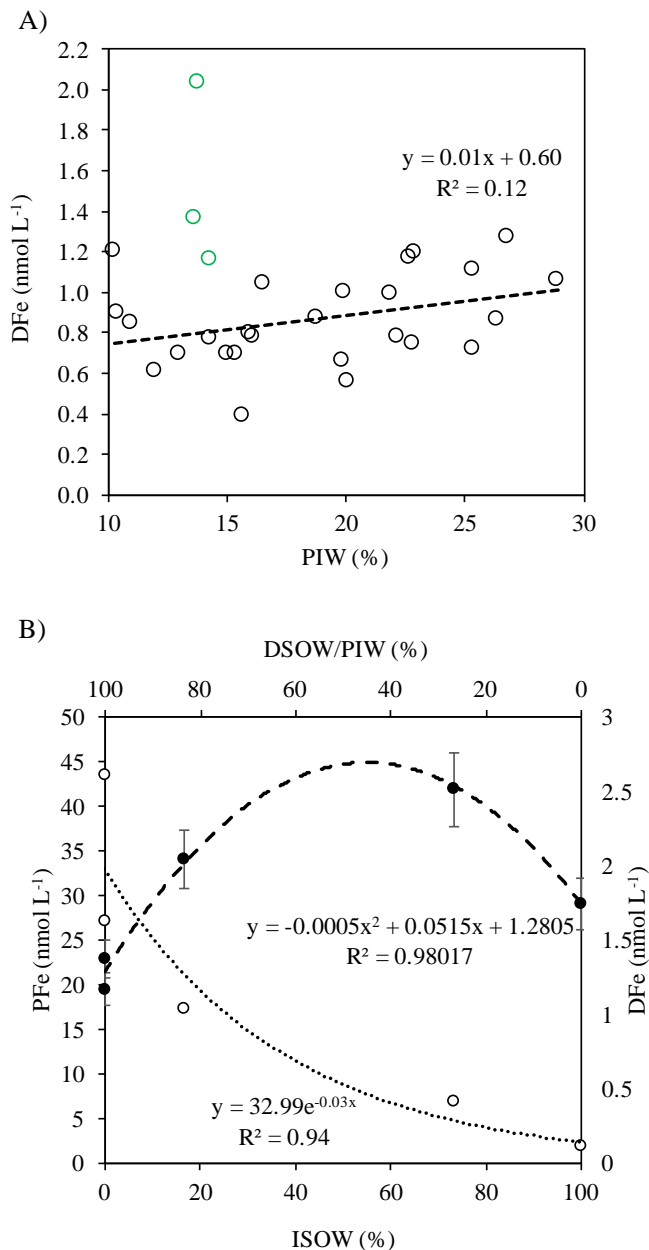 A)
2.2
2.0
1.8
1.6
1.4
1.2
1.0
0.8
0.6
0.4
0.2
0.0
DFe (nmol L⁻¹)
y = 0.01x + 0.60
R² = 0.12
10 15 20 25 30
PIW (%)
B)
DSOW/PIW (%)
100 80 60 40 20 0
50
45
40
35
30
25
20
15
10
5
0
PFe (nmol L⁻¹)
y = -0.0005x² + 0.0515x + 1.2805
R² = 0.98017
y = 32.99e⁻⁰·⁰³ˣ
R² = 0.94
3
2.5
2
1.5
1
0.5
0
DFe (nmol L⁻¹)
0 20 40 60 80 100
ISOW (%)